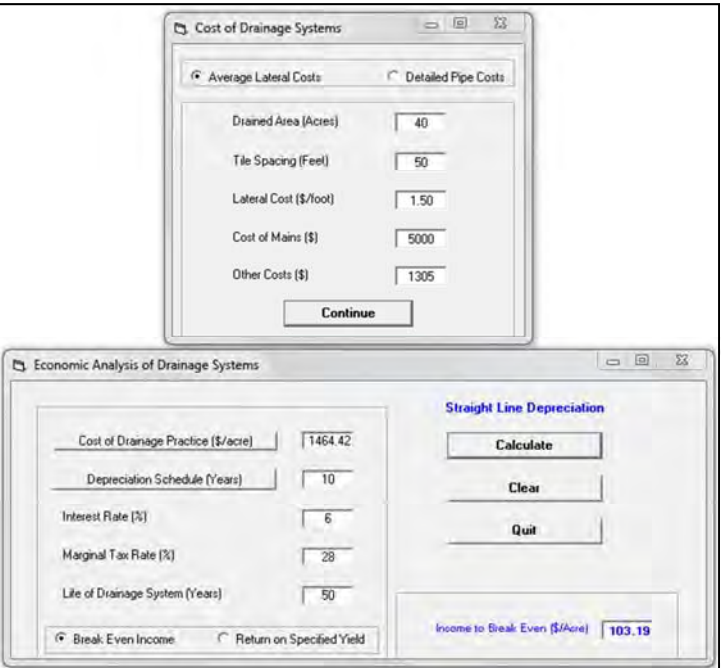 Cost of Drainage Systems
Average Lateral Costs Detailed Pipe Costs
Drained Area (Acres) 40
Tile Spacing (Feet) 50
Lateral Cost ($/foot) 1.50
Cost of Mains ($) 5000
Other Costs ($) 1305
Continue
Economic Analysis of Drainage Systems
Straight Line Depreciation
Cost of Drainage Practice ($/acre) 1464.42
Calculate
Depreciation Schedule (Years) 10
Clear
Interest Rate (%) 6
Quit
Marginal Tax Rate (%) 28
Life of Drainage System (Years) 50
Income to Break Even ($/Acre) 103.19
Break Even Income Return on Specified Yield